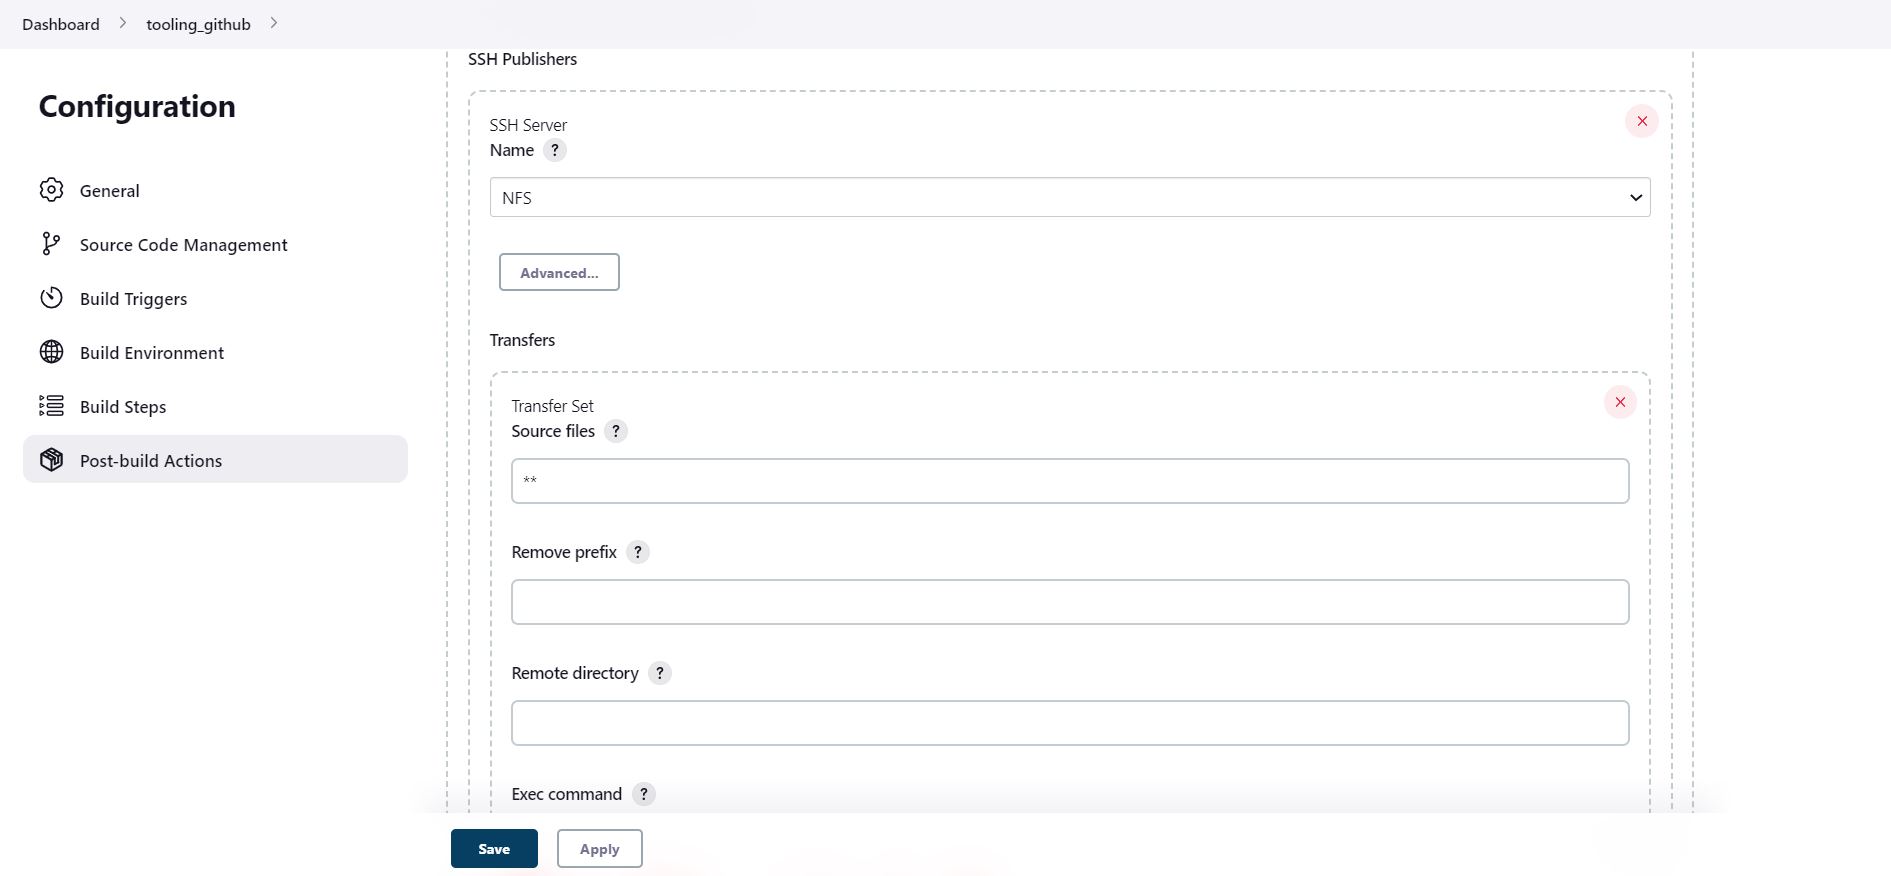 Dashboard
tooling_github
Configuration
General
Source Code Management
Build Triggers
Build Environment
Build Steps
Post-build Actions
SSH Publishers
SSH Server
Name ?
NFS
Advanced...
Transfers
Transfer Set
Source files ?
**
Remove prefix ?
Remote directory ?
Exec command ?
Save
Apply